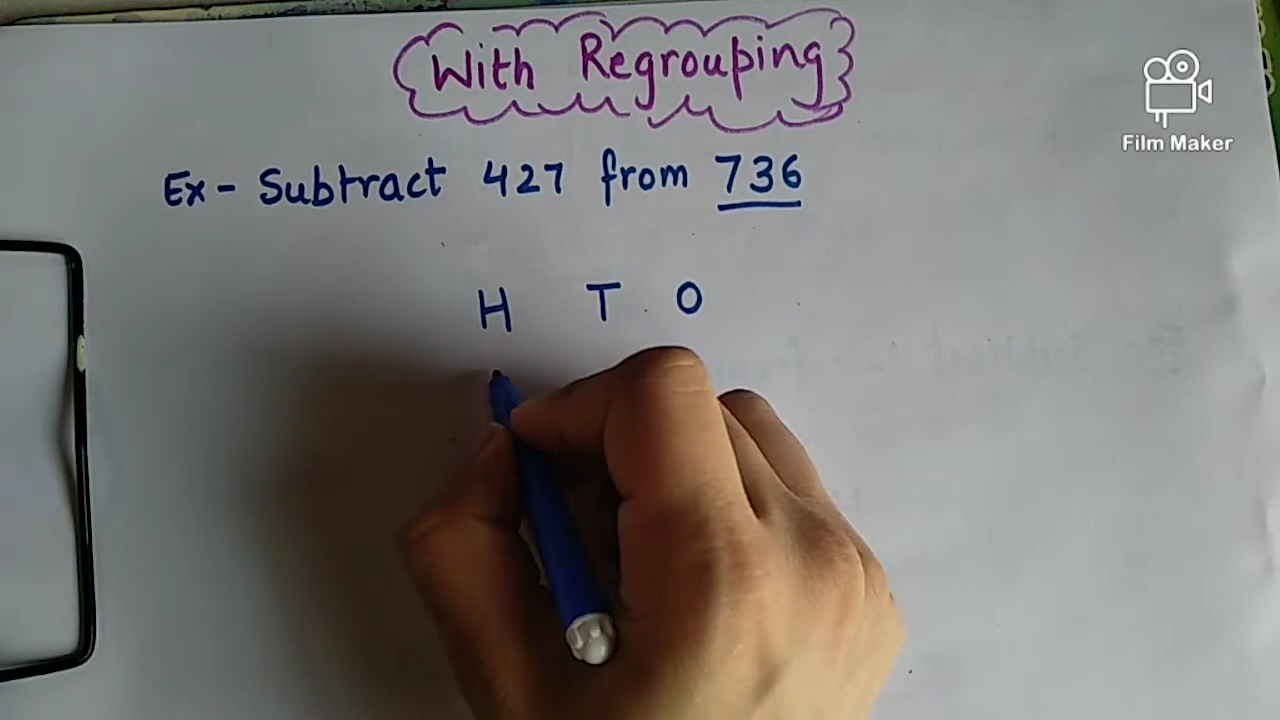 With Regrouping
Film Maker
Ex- Subtract 427 from 736
H T O